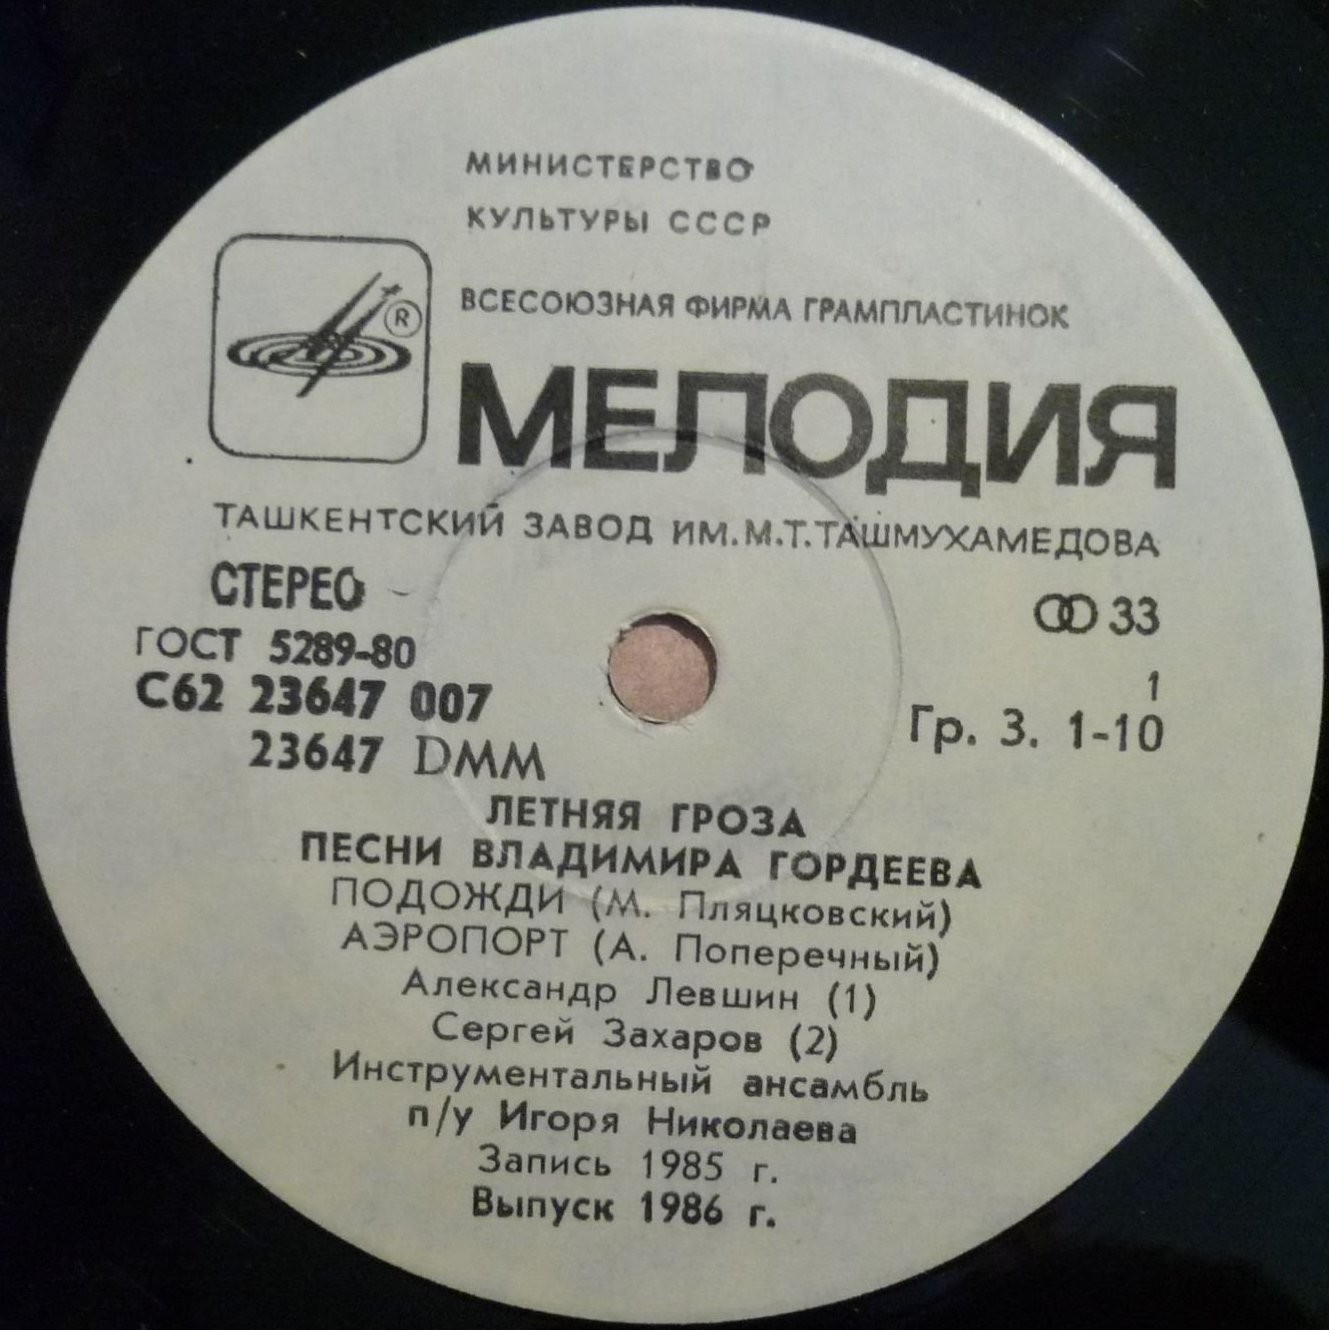 МИНИСТЕРСТВО
КУЛЬТУРЫ СССР
ВСЕСОЮЗНАЯ ФИРМА ГРАМПЛАСТИНОК
®
МЕЛОДИЯ
ТАШКЕНТСКИЙ ЗАВОД ИМ.М.Т.ТАШМУХАМЕДОВА
СТЕРЕО
33
ГОСТ 5289-80
С62 23647 007
1
Гр. 3. 1-10
23647 DMM
ЛЕТНЯЯ ГРОЗА
ПЕСНИ ВЛАДИМИРА ГОРДЕЕВА
ПОДОЖДИ (М. Пляцковский)
АЭРОПОРТ (А. Поперечный)
Александр Левшин (1)
Сергей Захаров (2)
Инструментальный ансамбль
п/у Игоря Николаева
Запись 1985 г.
Выпуск 1986 г.